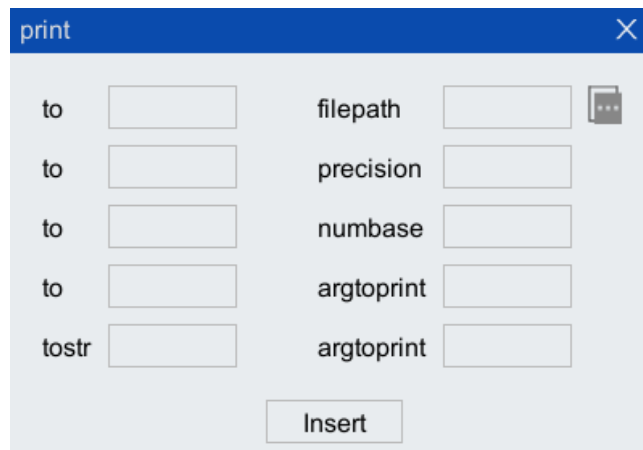 print
to filepath
to precision
to numbase
to argtoprint
tostr argtoprint
Insert